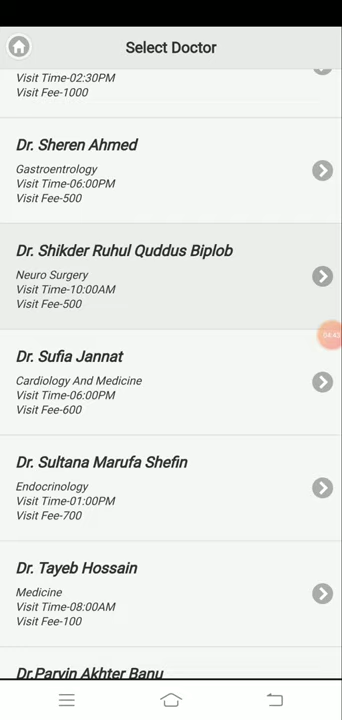 Select Doctor
Visit Time-02:30PM
Visit Fee-1000
Dr. Sheren Ahmed
Gastroentrology
Visit Time-06:00PM
Visit Fee-500
Dr. Shikder Ruhul Quddus Biplob
Neuro Surgery
Visit Time-10:00AM
Visit Fee-500
Dr. Sufia Jannat
Cardiology And Medicine
Visit Time-06:00PM
Visit Fee-600
Dr. Sultana Marufa Shefin
Endocrinology
Visit Time-01:00PM
Visit Fee-700
Dr. Tayeb Hossain
Medicine
Visit Time-08:00AM
Visit Fee-100
Dr.Parvin Akhter Banu